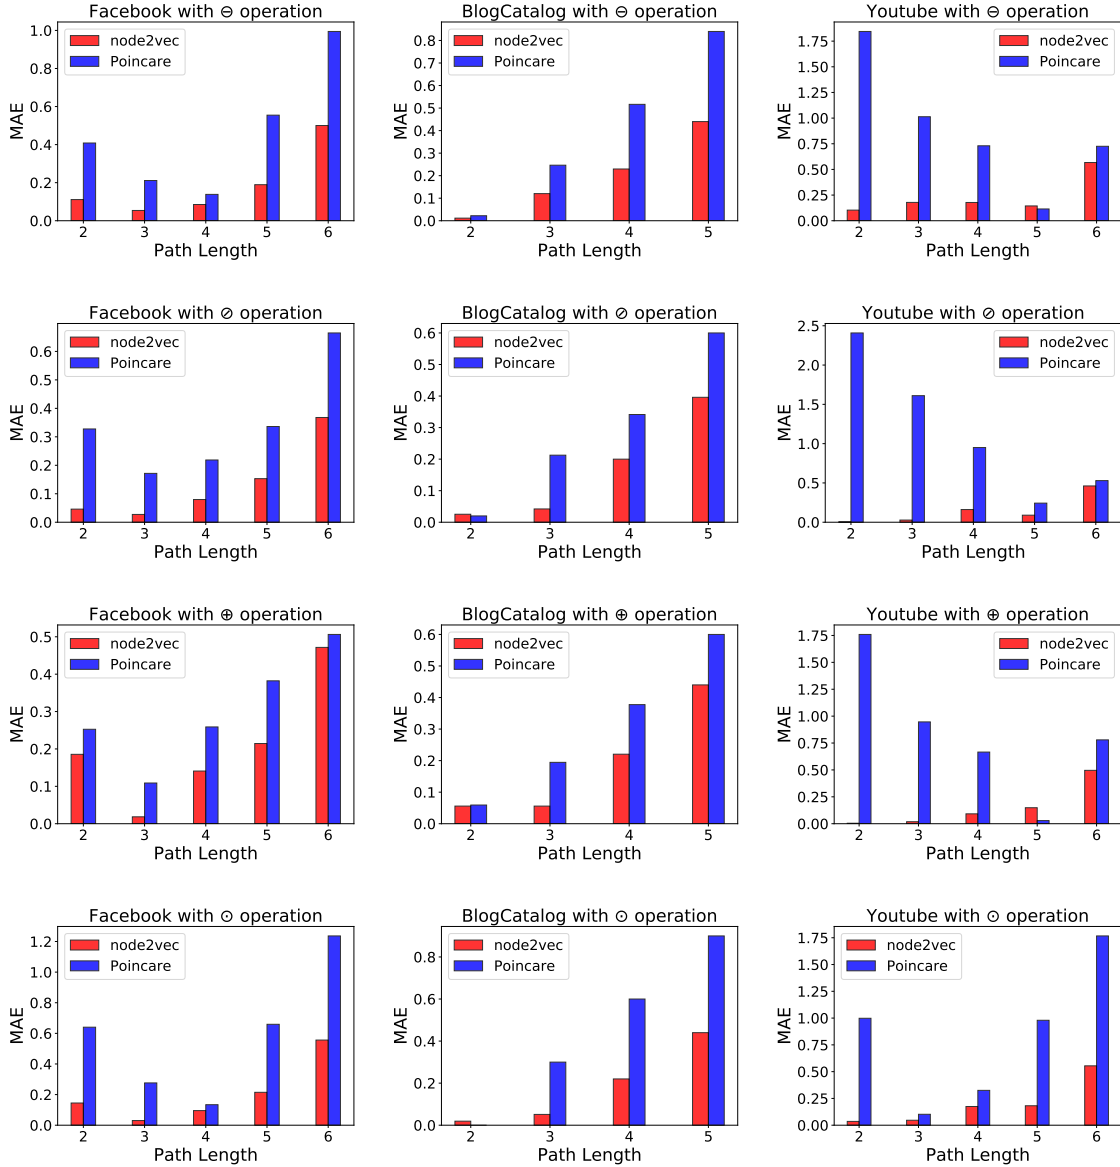 Facebook with ⊖ operation
MAE
1.0
0.8
0.6
0.4
0.2
0.0
node2vec
Poincare
2 3 4 5 6
Path Length
BlogCatalog with ⊖ operation
MAE
0.8
0.7
0.6
0.5
0.4
0.3
0.2
0.1
0.0
node2vec
Poincare
2 3 4 5
Path Length
Youtube with ⊖ operation
MAE
1.75
1.50
1.25
1.00
0.75
0.50
0.25
0.00
node2vec
Poincare
2 3 4 5 6
Path Length
Facebook with ⊘ operation
MAE
0.6
0.5
0.4
0.3
0.2
0.1
0.0
node2vec
Poincare
2 3 4 5 6
Path Length
BlogCatalog with ⊘ operation
MAE
0.6
0.5
0.4
0.3
0.2
0.1
0.0
node2vec
Poincare
2 3 4 5
Path Length
Youtube with ⊘ operation
MAE
2.5
2.0
1.5
1.0
0.5
0.0
node2vec
Poincare
2 3 4 5 6
Path Length
Facebook with ⊕ operation
MAE
0.5
0.4
0.3
0.2
0.1
0.0
node2vec
Poincare
2 3 4 5 6
Path Length
BlogCatalog with ⊕ operation
MAE
0.6
0.5
0.4
0.3
0.2
0.1
0.0
node2vec
Poincare
2 3 4 5
Path Length
Youtube with ⊕ operation
MAE
1.75
1.50
1.25
1.00
0.75
0.50
0.25
0.00
node2vec
Poincare
2 3 4 5 6
Path Length
Facebook with ⊙ operation
MAE
1.2
1.0
0.8
0.6
0.4
0.2
0.0
node2vec
Poincare
2 3 4 5 6
Path Length
BlogCatalog with ⊙ operation
MAE
0.8
0.6
0.4
0.2
0.0
node2vec
Poincare
2 3 4 5
Path Length
Youtube with ⊙ operation
MAE
1.75
1.50
1.25
1.00
0.75
0.50
0.25
0.00
node2vec
Poincare
2 3 4 5 6
Path Length